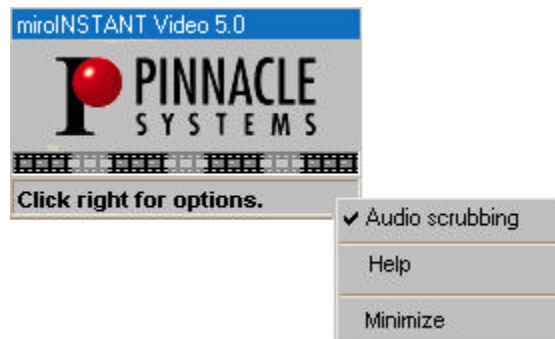 miroINSTANT Video 5.0
PINNACLE
SYSTEMS
Click right for options.
Audio scrubbing
Help
Minimize